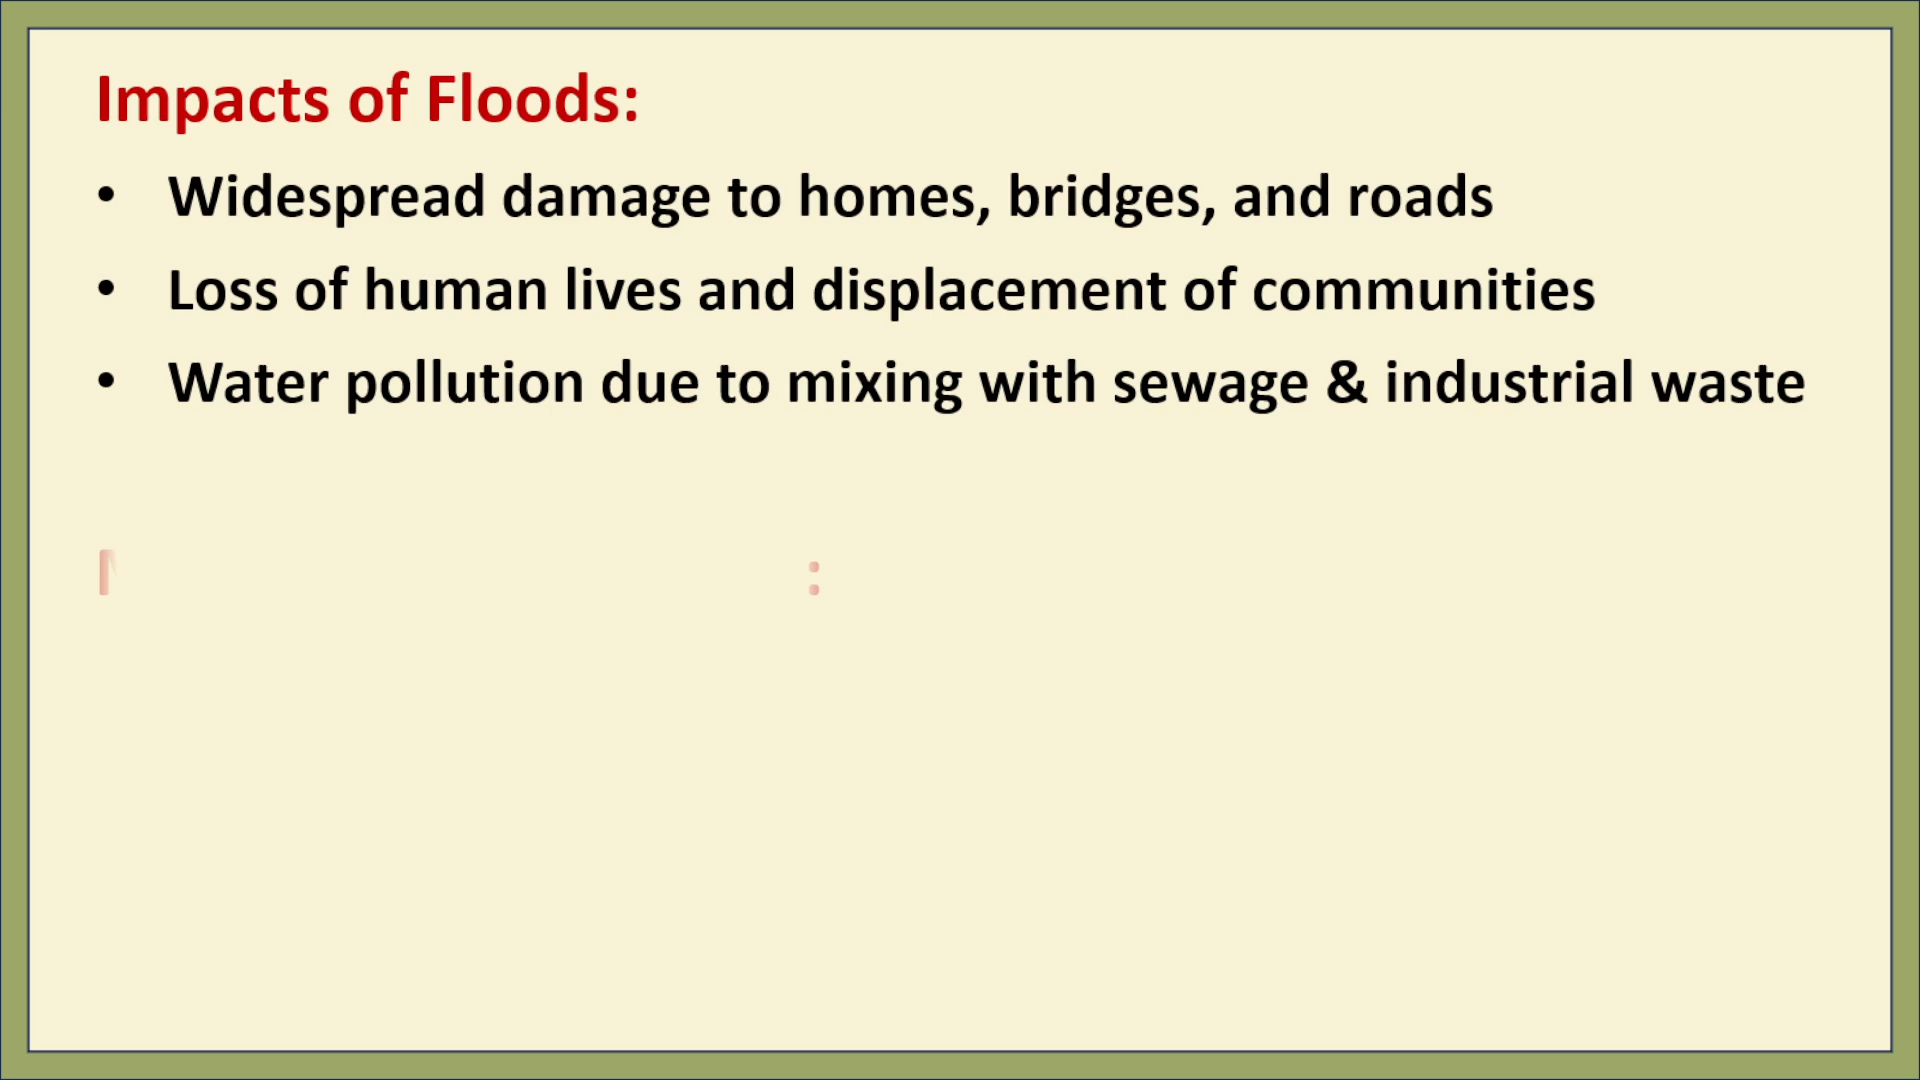 Impacts of Floods:
• Widespread damage to homes, bridges, and roads
• Loss of human lives and displacement of communities
• Water pollution due to mixing with sewage & industrial waste